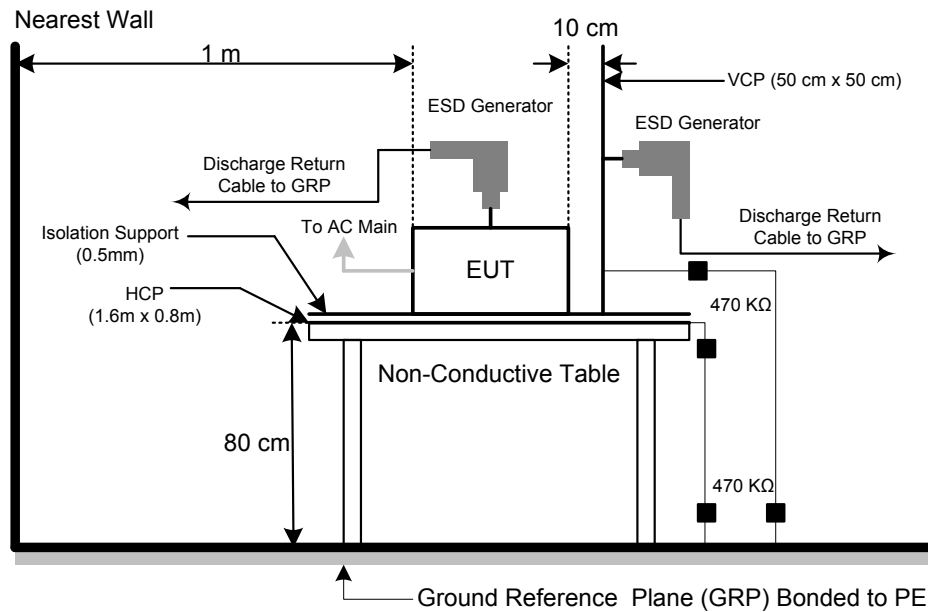 Nearest Wall
10 cm
1 m
VCP (50 cm x 50 cm)
ESD Generator
ESD Generator
Discharge Return
Cable to GRP
To AC Main
Isolation Support
(0.5mm)
EUT
Discharge Return
Cable to GRP
HCP
(1.6m x 0.8m)
470 KΩ
Non-Conductive Table
80 cm
470 KΩ
Ground Reference Plane (GRP) Bonded to PE